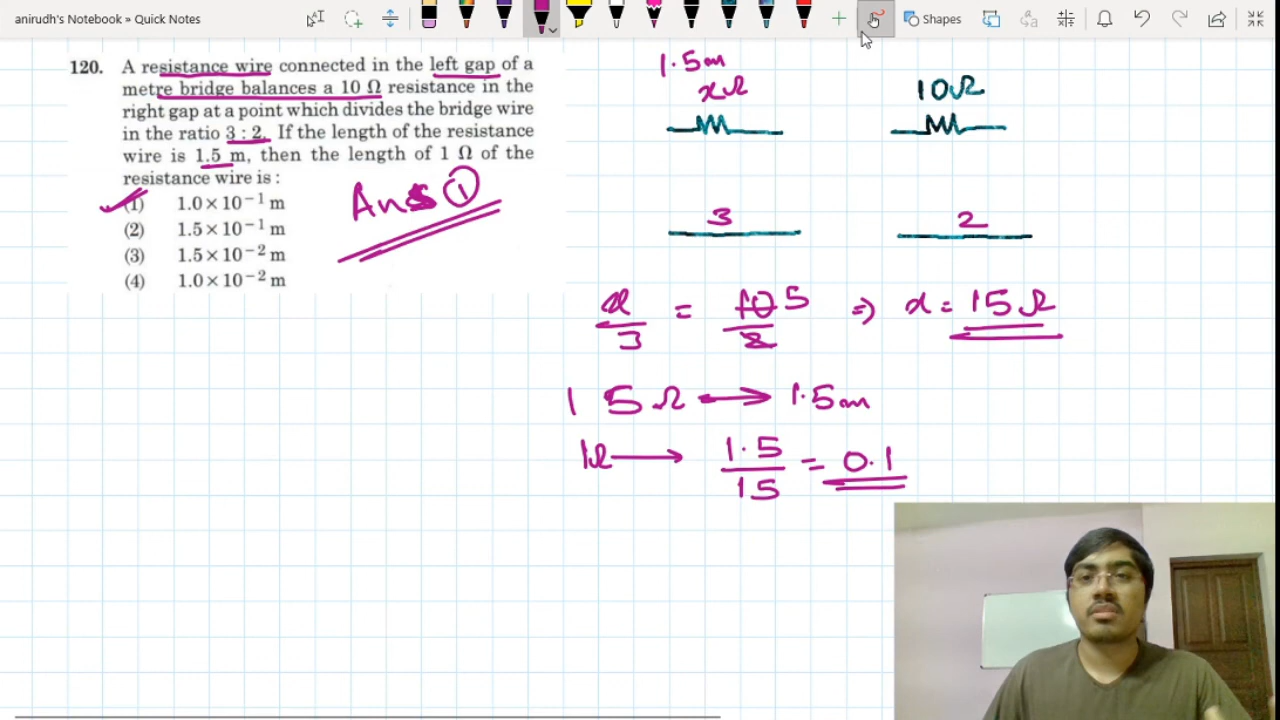 anirudh's Notebook » Quick Notes
Shapes
120. A resistance wire connected in the left gap of a
metre bridge balances a 10 Ω resistance in the
right gap at a point which divides the bridge wire
in the ratio 3 : 2. If the length of the resistance
wire is 1.5 m, then the length of 1 Ω of the
resistance wire is :
(1) 1.0 × 10⁻¹ m
(2) 1.5 × 10⁻¹ m
(3) 1.5 × 10⁻² m
(4) 1.0 × 10⁻² m
Ans ①
1.5m
xΩ
10Ω
3
2
x/3 = 10/2 5 ⇒ x = 15Ω
15Ω → 1.5m
1Ω → 1.5/15 = 0.1